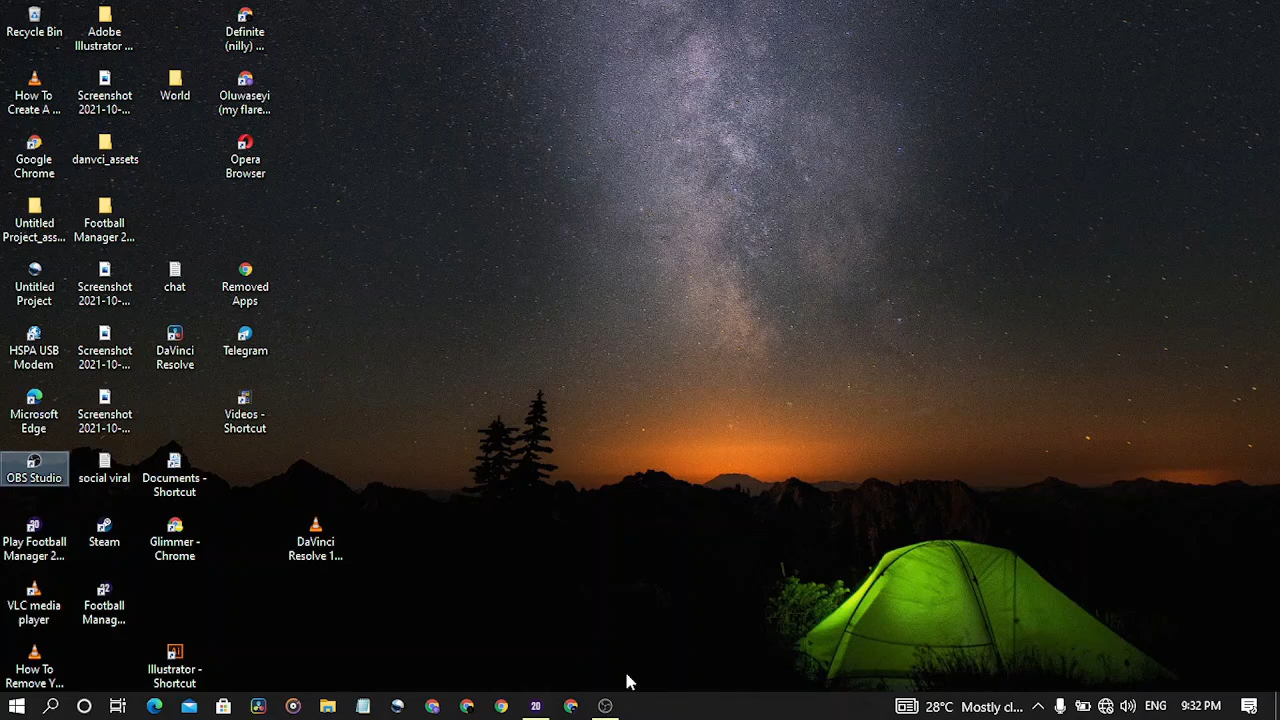 Recycle Bin
Adobe
Illustrator ...
Definite
(nilly) ...
How To
Create A ...
Screenshot
2021-10-...
World
Oluwaseyi
(my flare...
Google
Chrome
danvci_assets
Opera
Browser
Untitled
Project_ass...
Football
Manager 2...
Untitled
Project
Screenshot
2021-10-...
chat
Removed
Apps
HSPA USB
Modem
Screenshot
2021-10-...
DaVinci
Resolve
Telegram
Microsoft
Edge
Screenshot
2021-10-...
Videos -
Shortcut
OBS Studio
social viral
Documents -
Shortcut
20
Play Football
Manager 2...
Steam
Glimmer -
Chrome
DaVinci
Resolve 1...
VLC media
player
22
Football
Manag...
How To
Remove Y...
Ai
Illustrator -
Shortcut
20
28°C Mostly cl...
ENG
9:32 PM